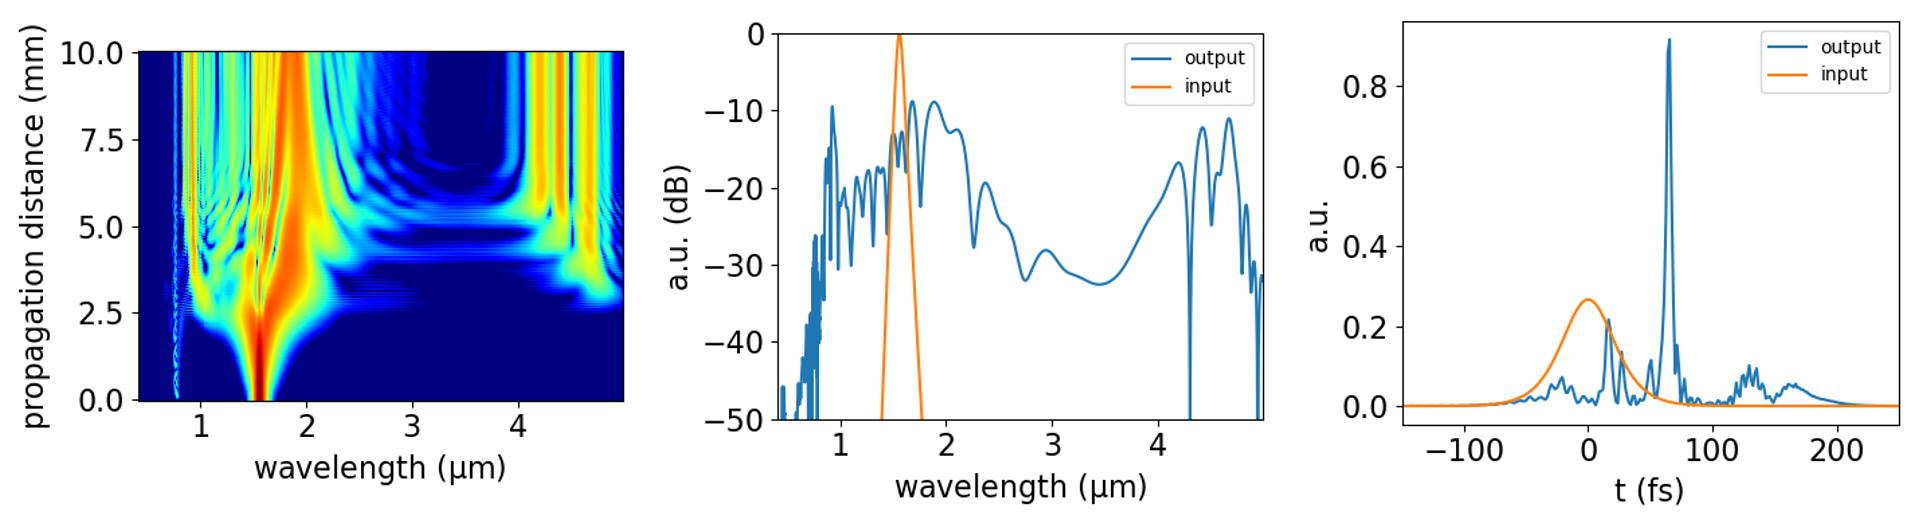 propagation distance (mm)
10.0
7.5
5.0
2.5
0.0
1 2 3 4
wavelength (μm)
a.u. (dB)
0
−10
−20
−30
−40
−50
output
input
1 2 3 4
wavelength (μm)
a.u.
0.8
0.6
0.4
0.2
0.0
output
input
−100 0 100 200
t (fs)